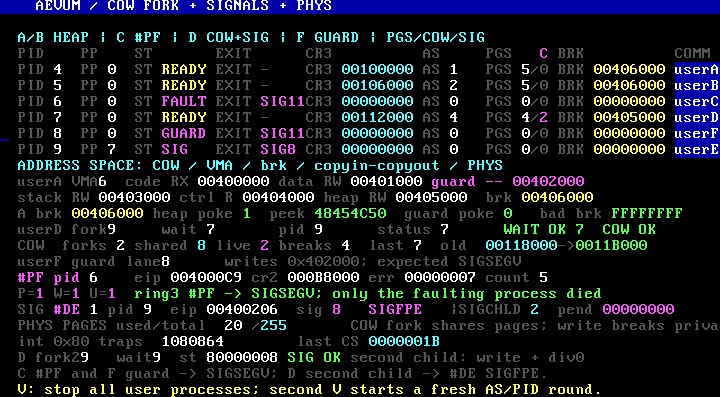 AEVUM / COW FORK + SIGNALS + PHYS
A/B HEAP | C #PF | D COW+SIG | F GUARD | PGS/COW/SIG
PID PP ST EXIT CR3 AS PGS C BRK COMM
PID 4 PP 0 ST READY EXIT - CR3 00100000 AS 1 PGS 5/0 BRK 00406000 userA
PID 5 PP 0 ST READY EXIT - CR3 00106000 AS 2 PGS 5/0 BRK 00406000 userB
PID 6 PP 0 ST FAULT EXIT SIG11CR3 00000000 AS 0 PGS 0/0 BRK 00000000 userC
PID 7 PP 0 ST READY EXIT - CR3 00112000 AS 4 PGS 4/2 BRK 00405000 userD
PID 8 PP 0 ST GUARD EXIT SIG11CR3 00000000 AS 0 PGS 0/0 BRK 00000000 userF
PID 9 PP 7 ST SIG EXIT SIG8 CR3 00000000 AS 0 PGS 0/0 BRK 00000000 userE
ADDRESS SPACE: COW / VMA / brk / copyin-copyout / PHYS
userA VMA6 code RX 00400000 data RW 00401000 guard -- 00402000
stack RW 00403000 ctrl R 00404000 heap RW 00405000 brk 00406000
A brk 00406000 heap poke 1 peek 48454C50 guard poke 0 bad brk FFFFFFFF
userD fork9 wait 7 pid 9 status 7 WAIT OK 7 COW OK
COW forks 2 shared 8 live 2 breaks 4 last 7 old 00118000->0011B000
userF guard lane8 writes 0x402000; expected SIGSEGV
#PF pid 6 eip 004000C9 cr2 000B8000 err 00000007 count 5
P=1 W=1 U=1 ring3 #PF -> SIGSEGV; only the faulting process died
SIG #DE 1 pid 9 eip 00400206 sig 8 SIGFPE |SIGCHLD 2 pend 00000000
PHYS PAGES used/total 20 /255 COW fork shares pages; write breaks priva
int 0x80 traps 1080864 last CS 0000001B
D fork29 wait9 st 80000008 SIG OK second child: write + div0
C #PF and F guard -> SIGSEGV; D second child -> #DE SIGFPE.
V: stop all user processes; second V starts a fresh AS/PID round.